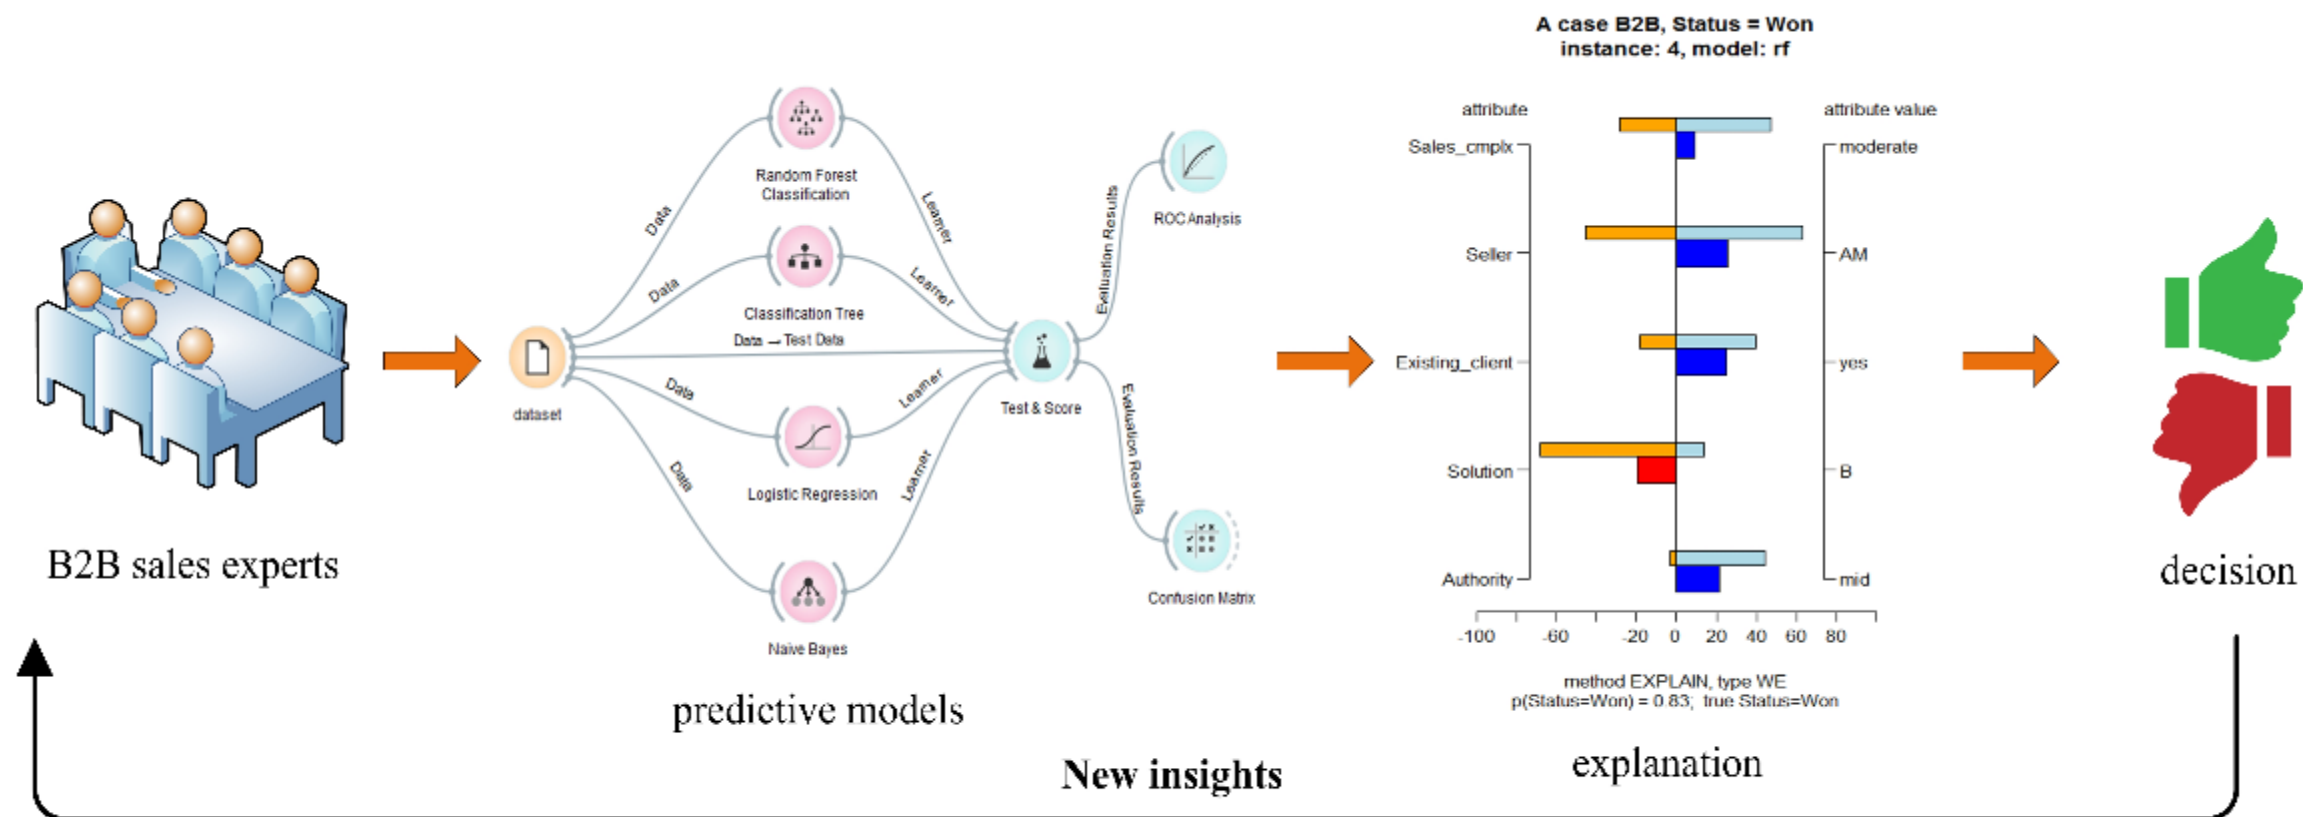 A case B2B, Status = Won
instance: 4, model: rf
attribute
attribute value
Sales_cmplx
moderate
Seller
AM
Existing_client
yes
Solution
B
Authority
mid
-100
-60
-20
0
20
40
60
80
method EXPLAIN, type WE
p(Status=Won) = 0.83; true Status=Won
explanation
B2B sales experts
dataset
Data
Data
Data → Test Data
Data
Data
Random Forest
Classification
Classification Tree
Logistic Regression
Naive Bayes
Learner
Learner
Learner
Learner
Test & Score
Evaluation Results
Evaluation Results
ROC Analysis
Confusion Matrix
predictive models
decision
New insights